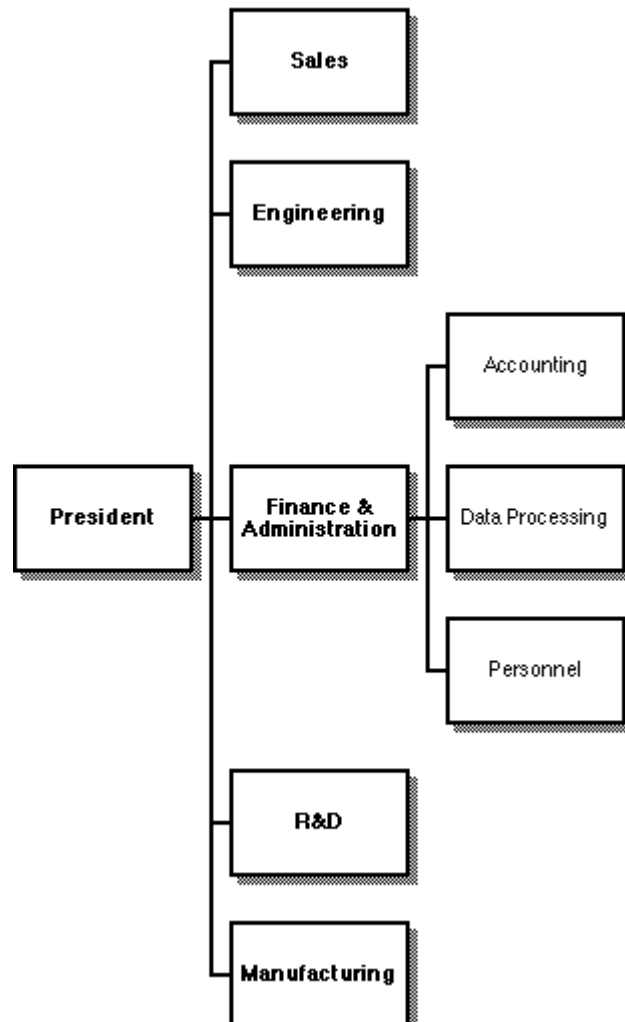 Sales
Engineering
Accounting
President
Finance &
Administration
Data Processing
Personnel
R&D
Manufacturing